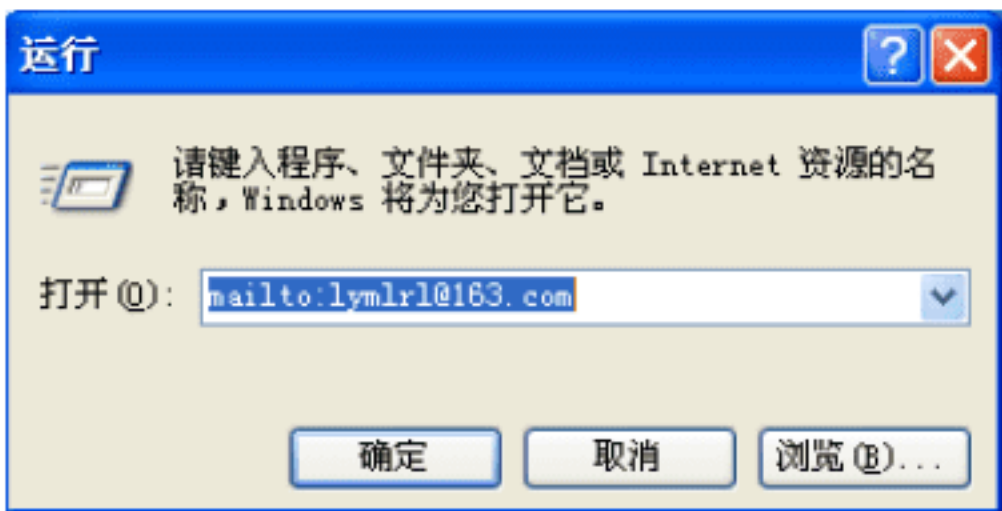 运行
请键入程序、文件夹、文档或 Internet 资源的名
称，Windows 将为您打开它。
打开(O): mailto:lymlrl@163.com
确定 取消 浏览(B)...